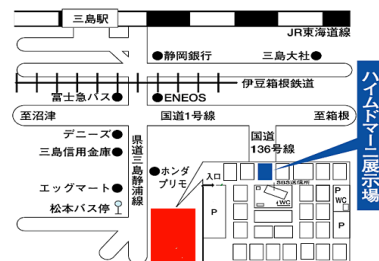 三島駅
JR東海道線
静岡銀行
三島大社
伊豆箱根鉄道
富士急バス
ENEOS
至沼津
国道1号線
至箱根
デニーズ
国道
136号線
三島信用金庫
県道三島静浦線
ホンダ
プリモ
入口
エッグマート
松本バス停
P
WC
P
WC
P
ハイムドマーニ展示場